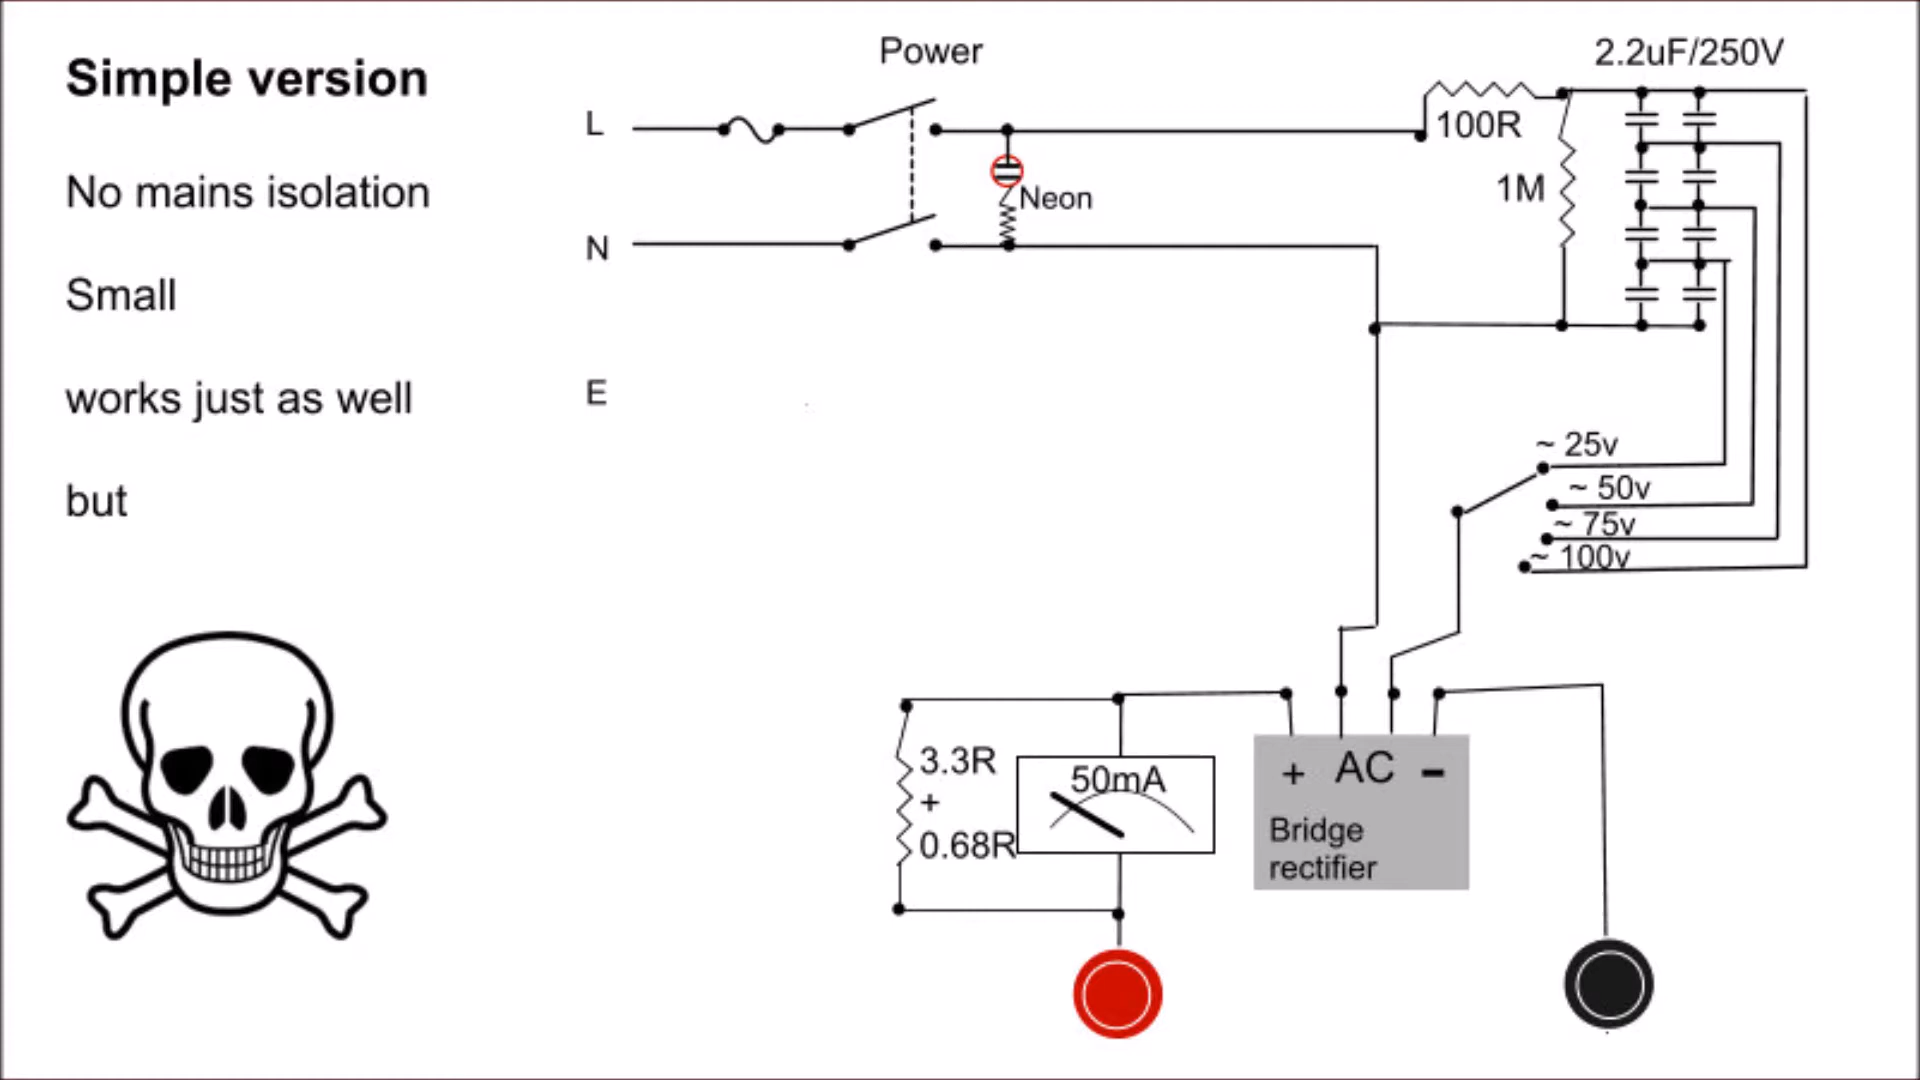 Simple version
No mains isolation
Small
works just as well
but
Power
L
Neon
N
E
2.2uF/250V
100R
1M
~ 25v
~ 50v
~ 75v
~ 100v
3.3R
+
0.68R
50mA
+ AC -
Bridge
rectifier